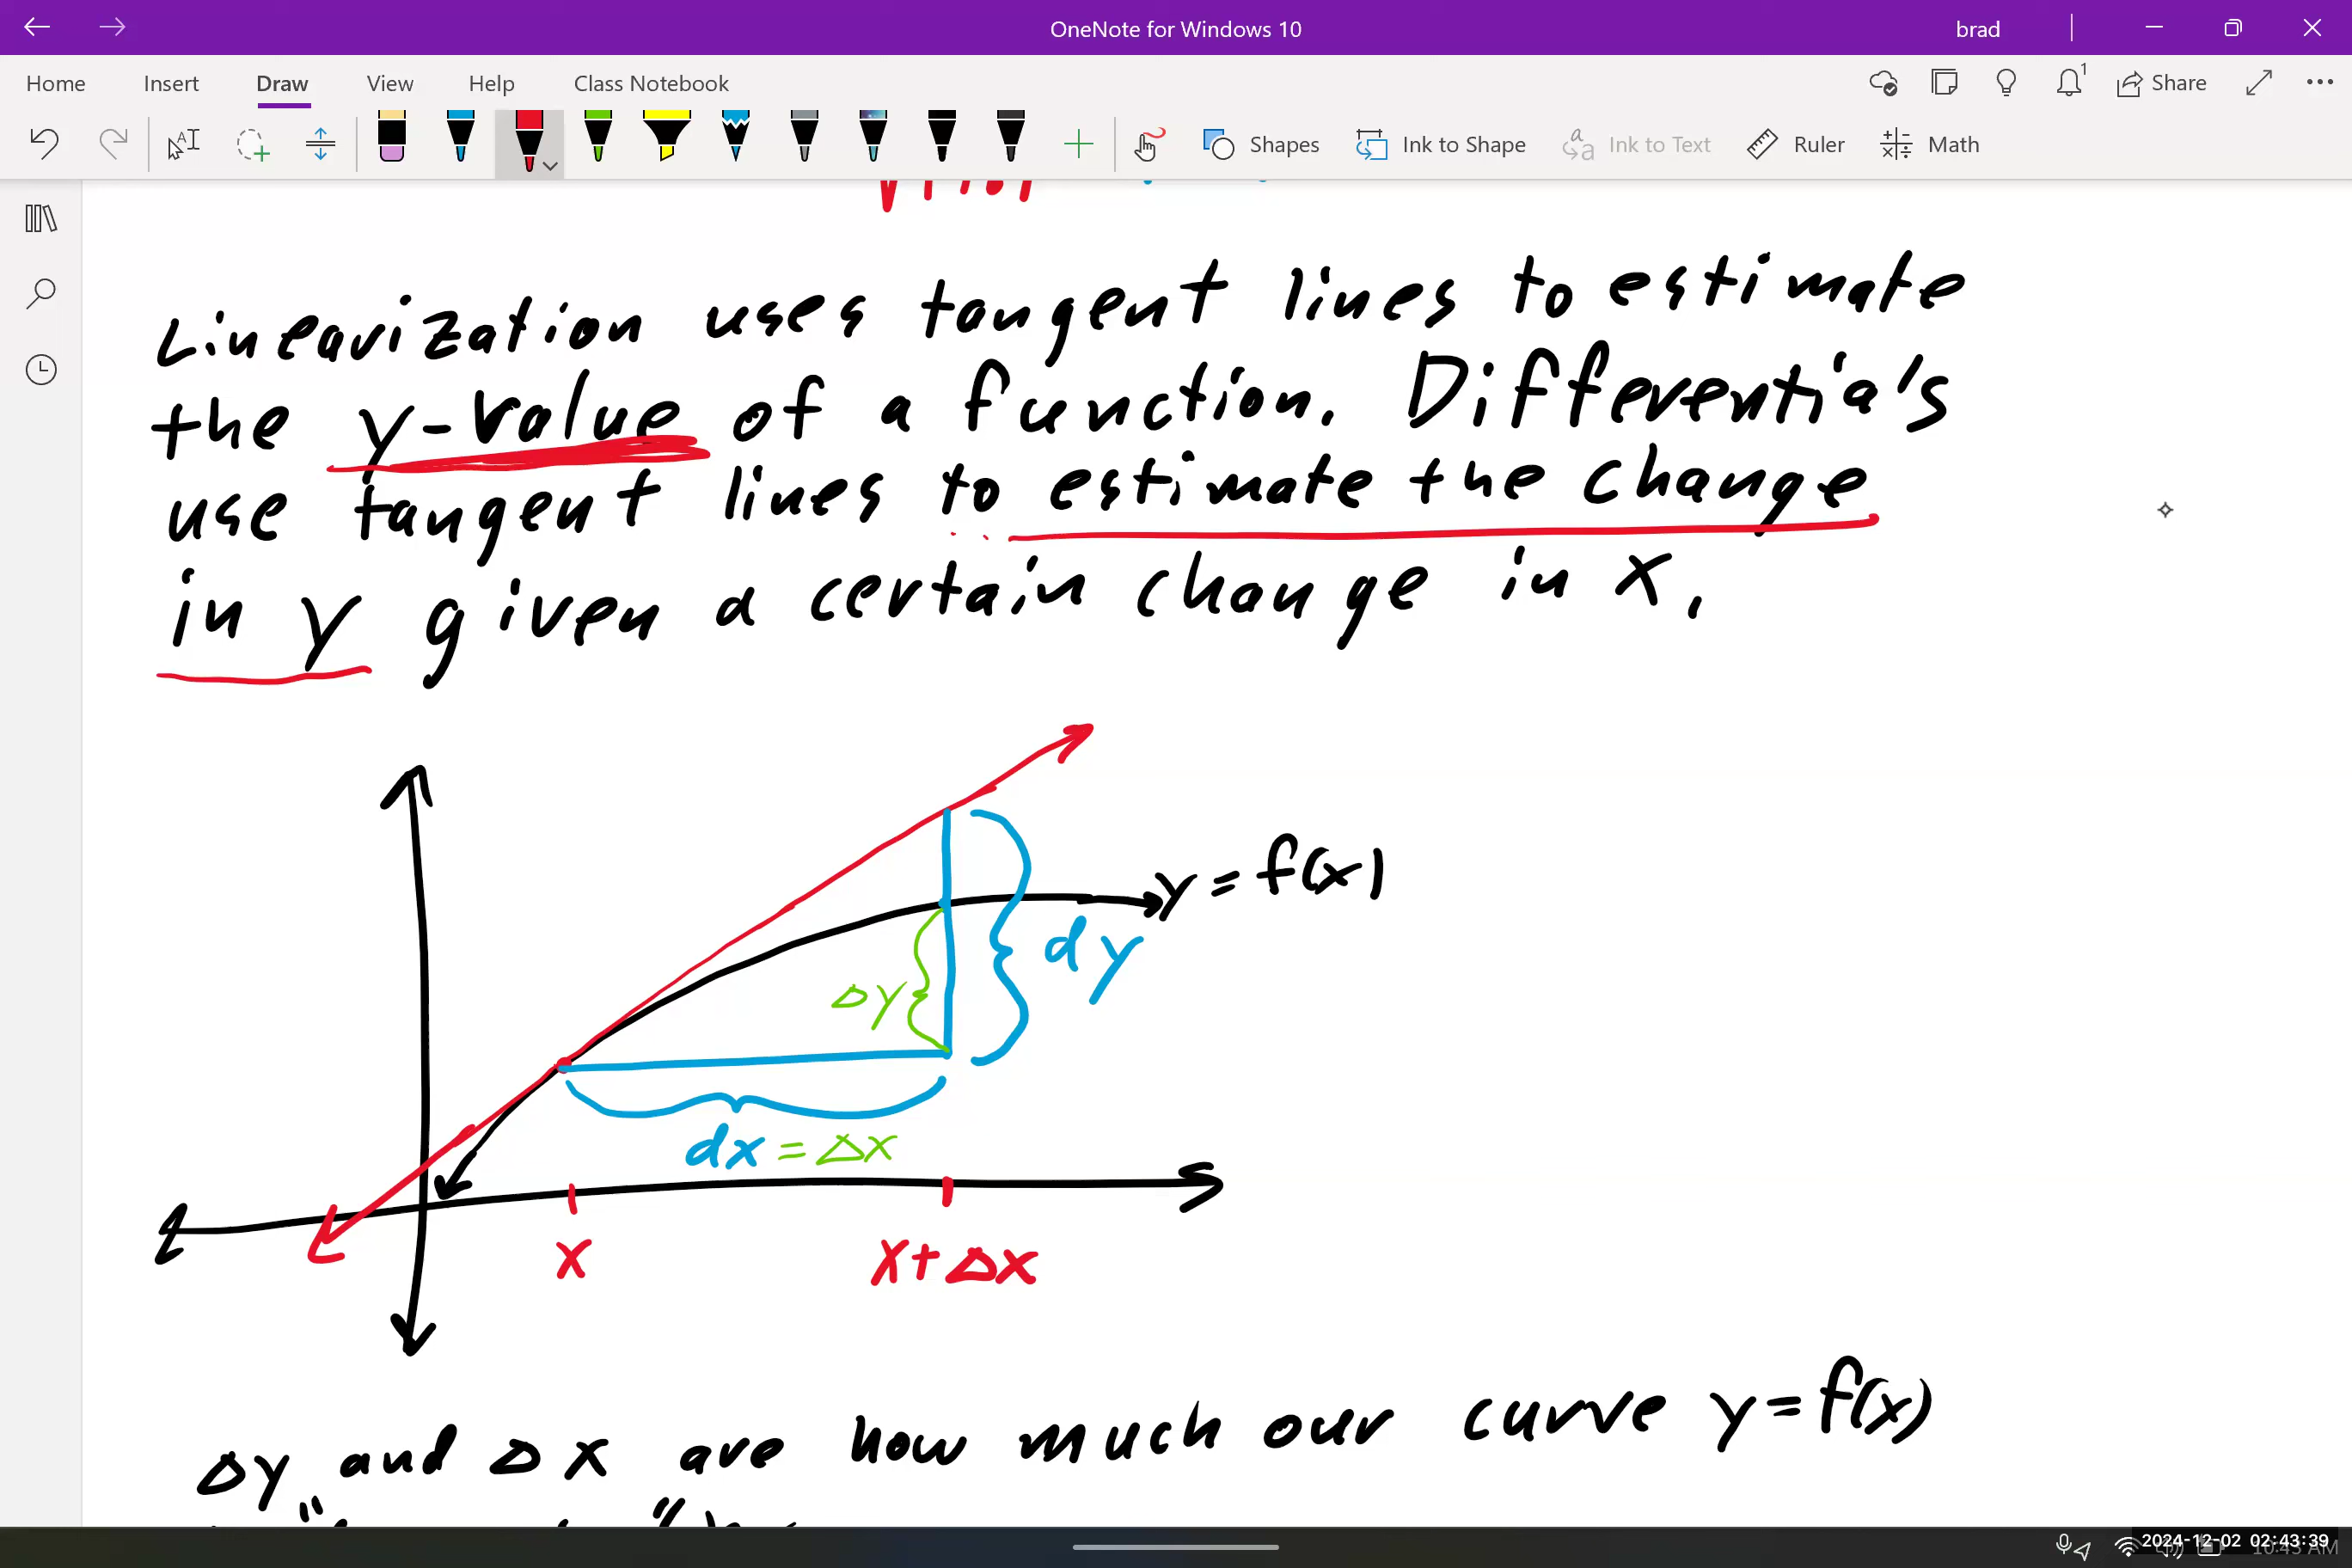 OneNote for Windows 10
brad
Home Insert Draw View Help Class Notebook
1
Share
Shapes Ink to Shape Ink to Text Ruler Math
Linearization uses tangent lines to estimate
the y-value of a function. Differentia's
use tangent lines to estimate the change
in y given a certain change in x.
y = f(x)
dy
Δy
dx = Δx
x
x+Δx
Δy and Δx are how much our curve y=f(x)
2024-12-02 02:43:39